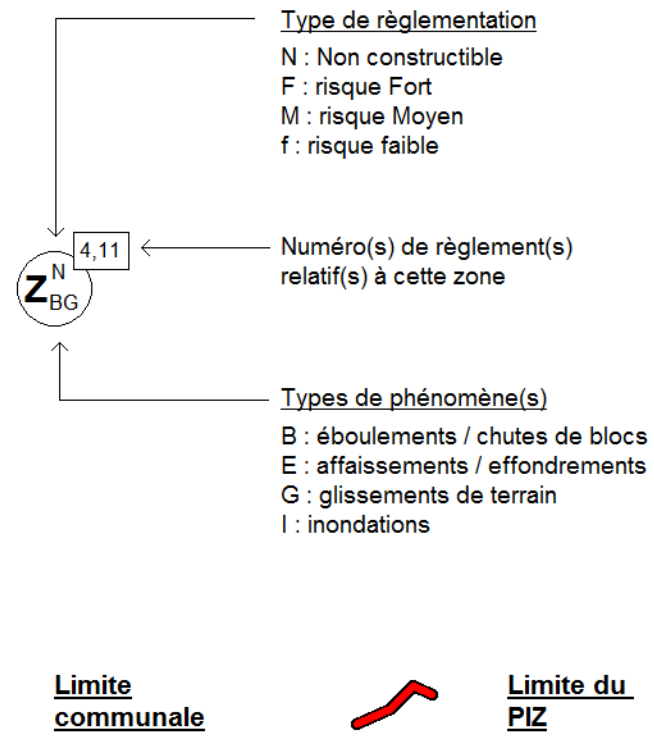 Type de règlementation
N : Non constructible
F : risque Fort
M : risque Moyen
f : risque faible
4,11
Z N BG
Numéro(s) de règlement(s)
relatif(s) à cette zone
Types de phénomène(s)
B : éboulements / chutes de blocs
E : affaissements / effondrements
G : glissements de terrain
I : inondations
Limite
communale
Limite du
PIZ